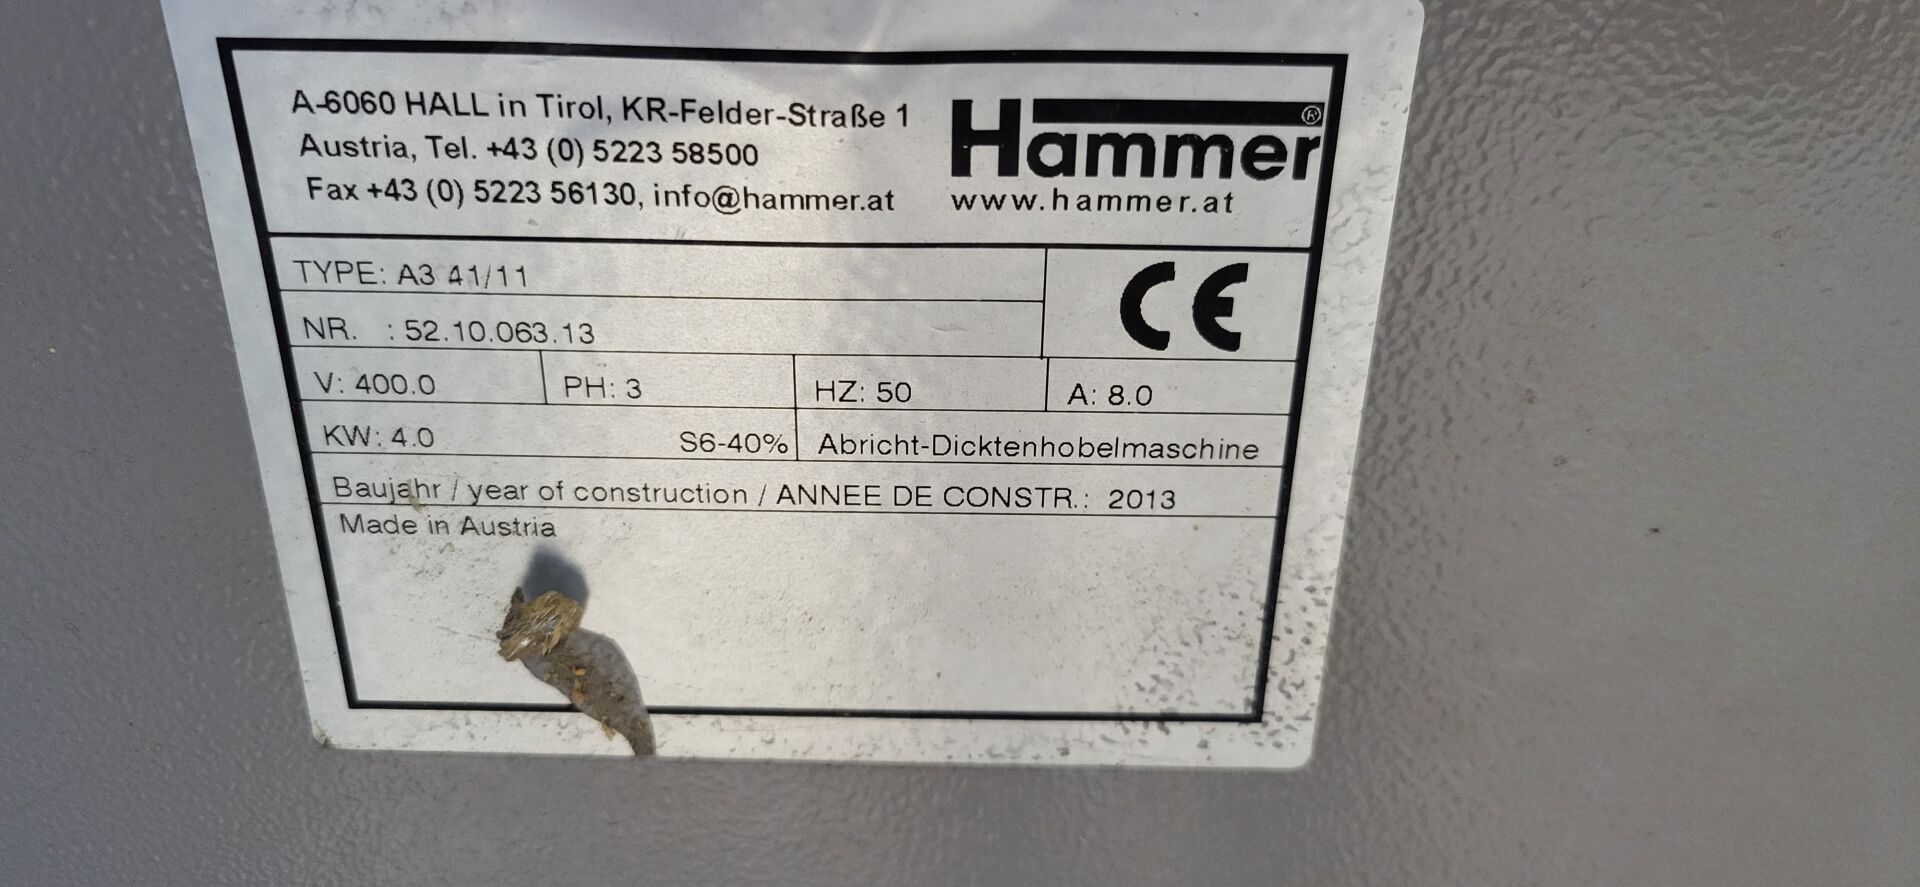 A-6060 HALL in Tirol, KR-Felder-Straße 1
Austria, Tel. +43 (0) 5223 58500
Fax +43 (0) 5223 56130, info@hammer.at
Hammer®
www.hammer.at
TYPE: A3 41/11
CE
NR. : 52.10.063.13
V: 400.0 PH: 3 HZ: 50 A: 8.0
KW: 4.0 S6-40% Abricht-Dicktenhobelmaschine
Baujahr / year of construction / ANNEE DE CONSTR.: 2013
Made in Austria